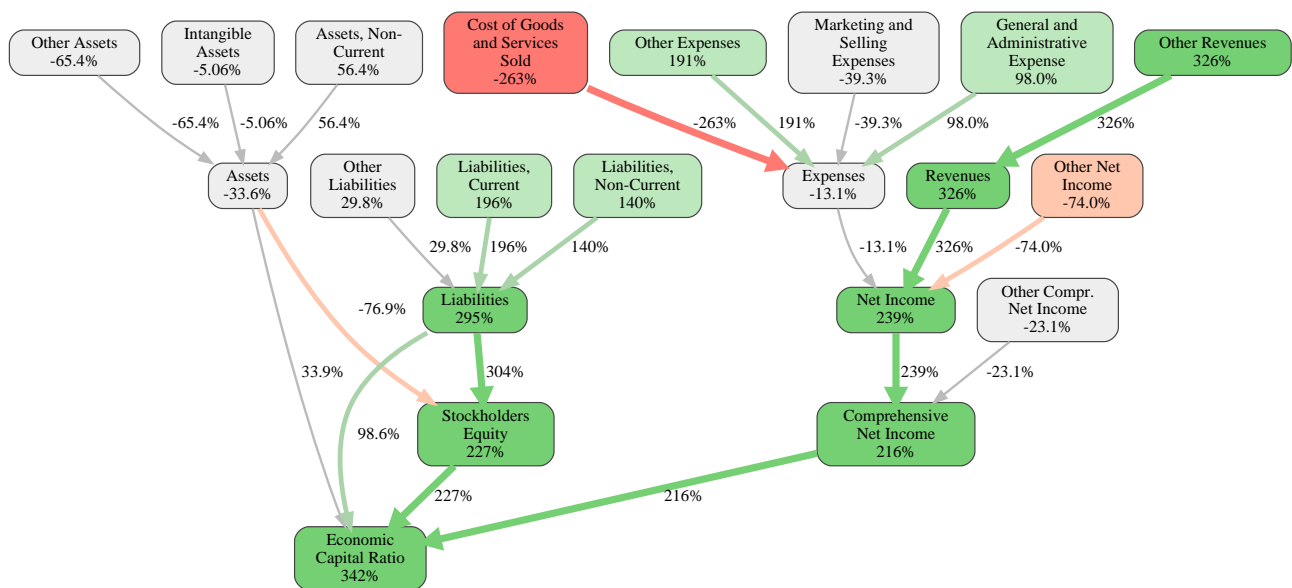 Other Assets
-65.4%
Intangible
Assets
-5.06%
Assets, Non-
Current
56.4%
Cost of Goods
and Services
Sold
-263%
Other Expenses
191%
Marketing and
Selling
Expenses
-39.3%
General and
Administrative
Expense
98.0%
Other Revenues
326%
-65.4%
-5.06%
56.4%
-263%
191%
-39.3%
98.0%
326%
Assets
-33.6%
Other
Liabilities
29.8%
Liabilities,
Current
196%
Liabilities,
Non-Current
140%
Expenses
-13.1%
Revenues
326%
Other Net
Income
-74.0%
29.8%
196%
140%
-13.1%
326%
-74.0%
Liabilities
295%
Net Income
239%
Other Compr.
Net Income
-23.1%
-76.9%
33.9%
304%
239%
-23.1%
98.6%
Stockholders
Equity
227%
Comprehensive
Net Income
216%
227%
216%
Economic
Capital Ratio
342%